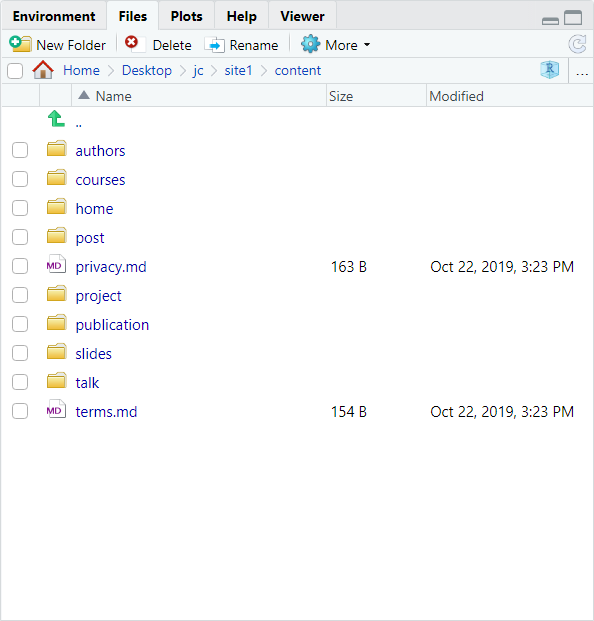 Environment Files Plots Help Viewer
New Folder Delete Rename More
Home Desktop jc site1 content R ...
Name Size Modified
..
authors
courses
home
post
MD privacy.md 163 B Oct 22, 2019, 3:23 PM
project
publication
slides
talk
MD terms.md 154 B Oct 22, 2019, 3:23 PM